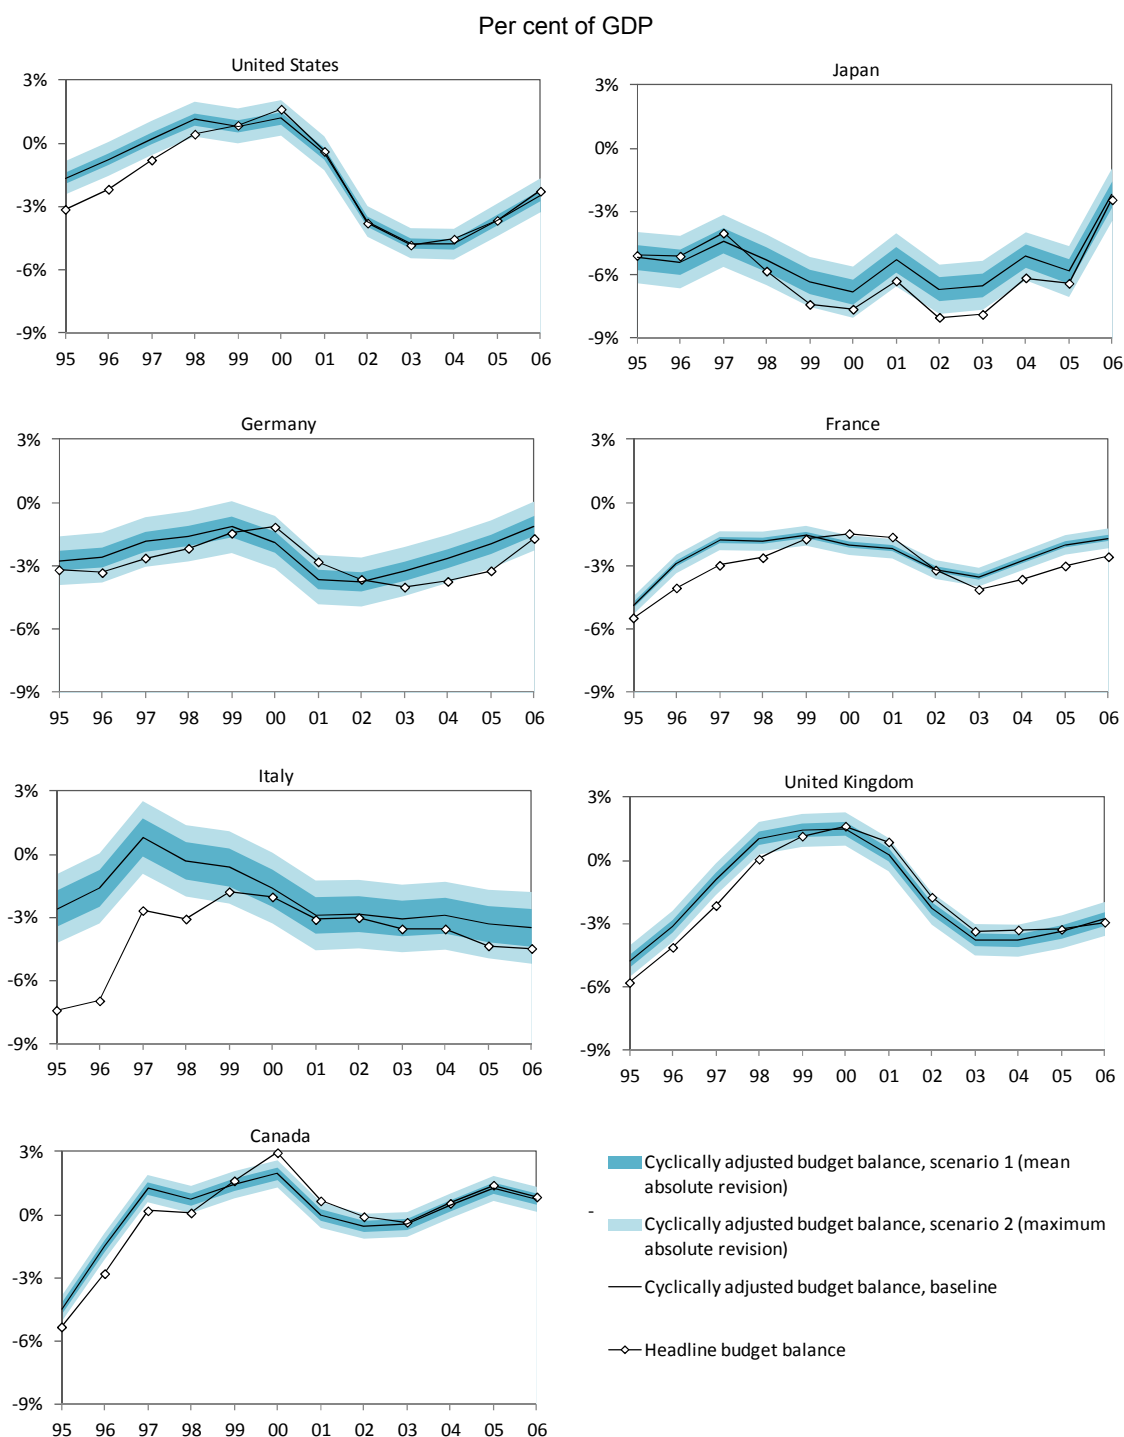 Per cent of GDP
United States
3%
0%
-3%
-6%
-9%
95 96 97 98 99 00 01 02 03 04 05 06
Japan
3%
0%
-3%
-6%
-9%
95 96 97 98 99 00 01 02 03 04 05 06
Germany
3%
0%
-3%
-6%
-9%
95 96 97 98 99 00 01 02 03 04 05 06
France
3%
0%
-3%
-6%
-9%
95 96 97 98 99 00 01 02 03 04 05 06
Italy
3%
0%
-3%
-6%
-9%
95 96 97 98 99 00 01 02 03 04 05 06
United Kingdom
3%
0%
-3%
-6%
-9%
95 96 97 98 99 00 01 02 03 04 05 06
Canada
3%
0%
-3%
-6%
-9%
95 96 97 98 99 00 01 02 03 04 05 06
Cyclically adjusted budget balance, scenario 1 (mean
absolute revision)
-
Cyclically adjusted budget balance, scenario 2 (maximum
absolute revision)
Cyclically adjusted budget balance, baseline
Headline budget balance